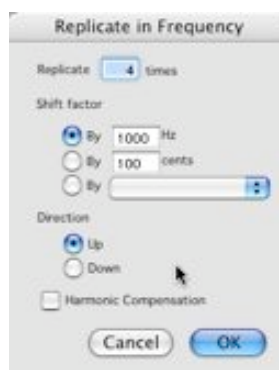 Replicate in Frequency
Replicate 4 times
Shift factor
By 1000 Hz
By 100 cents
By
Direction
Up
Down
Harmonic Compensation
Cancel OK